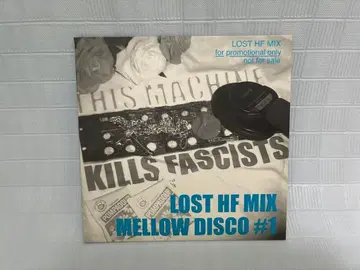 LOST HF MIX
for promotional only
not for sale
THIS MACHINE
KILLS FASCISTS
LOST HF MIX
MELLOW DISCO #1